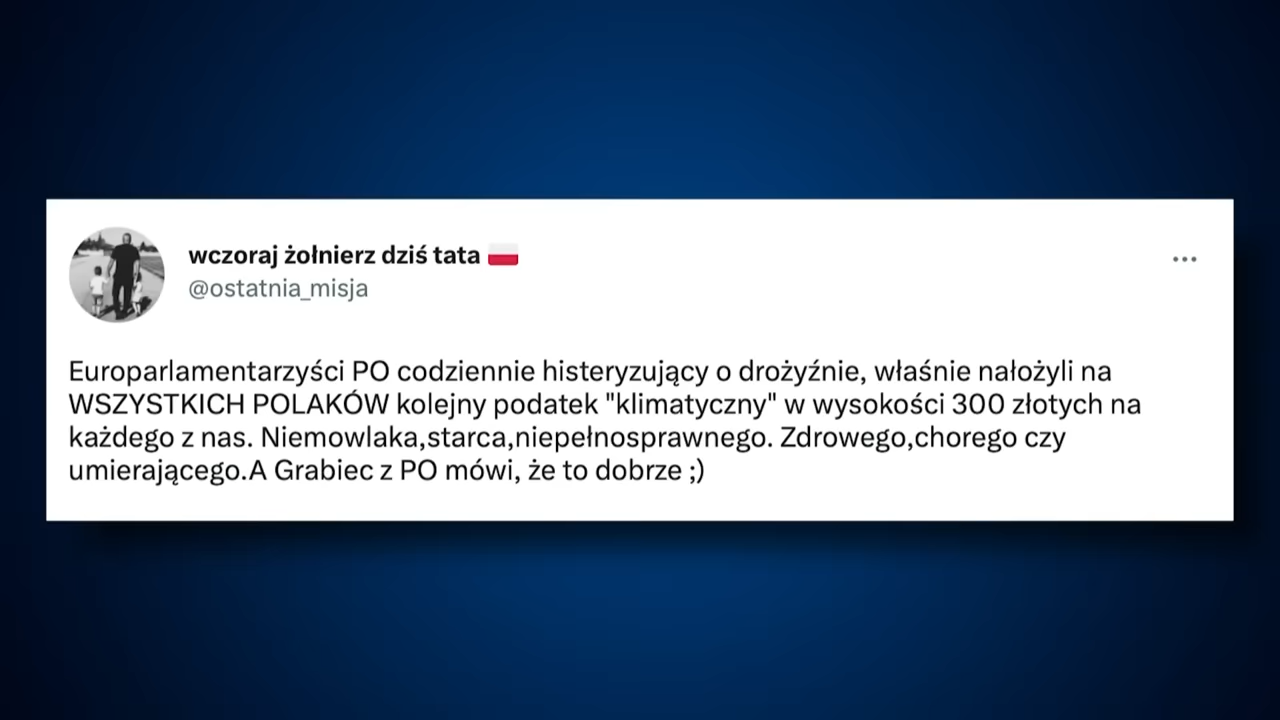 wczoraj żołnierz dziś tata 🇵🇱
@ostatnia_misja
Europarlamentarzyści PO codziennie histeryzujący o drożyźnie, właśnie nałożyli na
WSZYSTKICH POLAKÓW kolejny podatek "klimatyczny" w wysokości 300 złotych na
każdego z nas. Niemowlaka,starca,niepełnosprawnego. Zdrowego,chorego czy
umierającego.A Grabiec z PO mówi, że to dobrze ;)